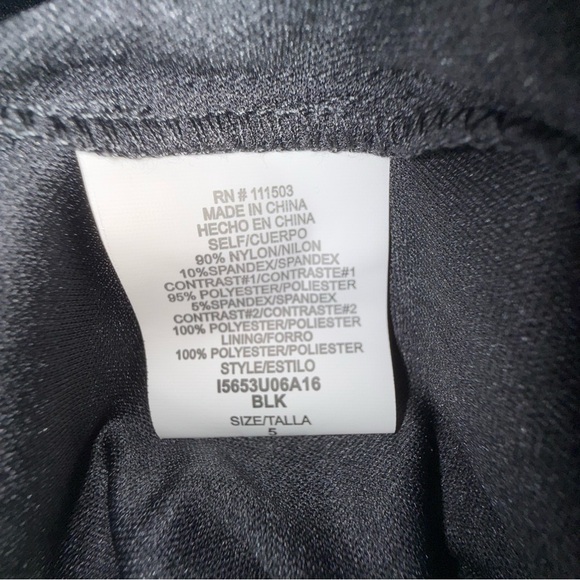 RN # 111503
MADE IN CHINA
HECHO EN CHINA
SELF/CUERPO
90% NYLON/NILON
10%SPANDEX/SPANDEX
CONTRAST#1/CONTRASTE#1
95% POLYESTER/POLIESTER
5%SPANDEX/SPANDEX
CONTRAST#2/CONTRASTE#2
100% POLYESTER/POLIESTER
LINING/FORRO
100% POLYESTER/POLIESTER
STYLE/ESTILO
I5653U06A16
BLK
SIZE/TALLA
5